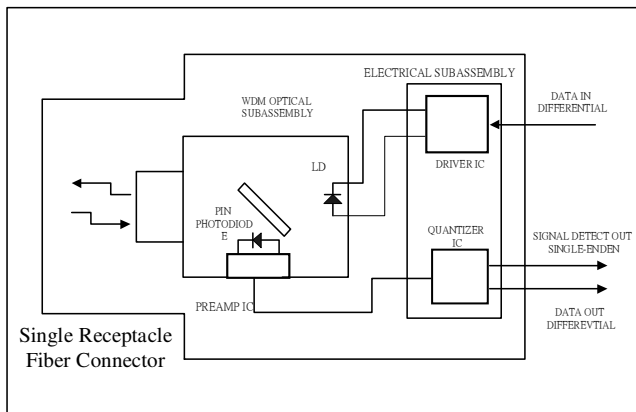 ELECTRICAL SUBASSEMBLY
WDM OPTICAL
SUBASSEMBLY
DATA IN
DIFFERENTIAL
LD
DRIVER IC
PIN
PHOTODIOD
E
QUANTIZER
IC
SIGNAL DETECT OUT
SINGLE-ENDEN
PREAMP IC
DATA OUT
DIFFEREVTIAL
Single Receptacle
Fiber Connector